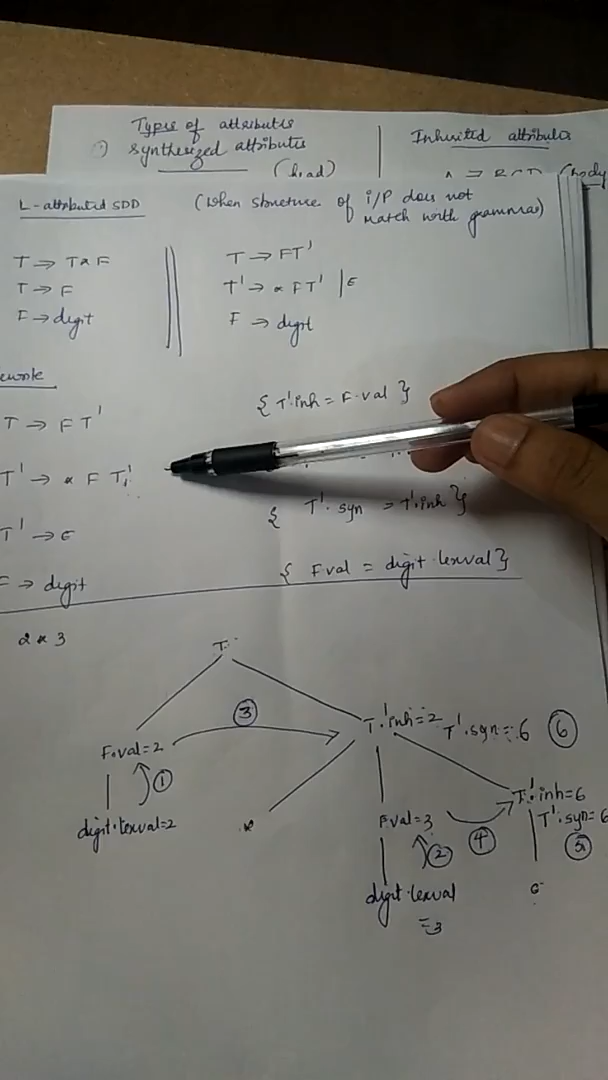 Types of attributes
synthesized attributes
(head)
Inherited attribute
(body
L-attributed SDD
(When structure of i/p does not
match with grammar)
T → T * F
T → F
F → digit
T → FT'
T' → * FT' | ε
F → digit
T → F T'
{ T'.inh = F.val }
T' → * F T₁'
T' → ε
{ T'.syn = T'.inh }
F → digit
{ F.val = digit.lexval }
2 * 3
T
③
F.val=2
T'.inh=2
T'.syn=6 ⑥
①
digit.lexval=2
*
F.val=3
④
T'.inh=6
T'.syn=6
⑤
②
digit.lexval
=3
ε